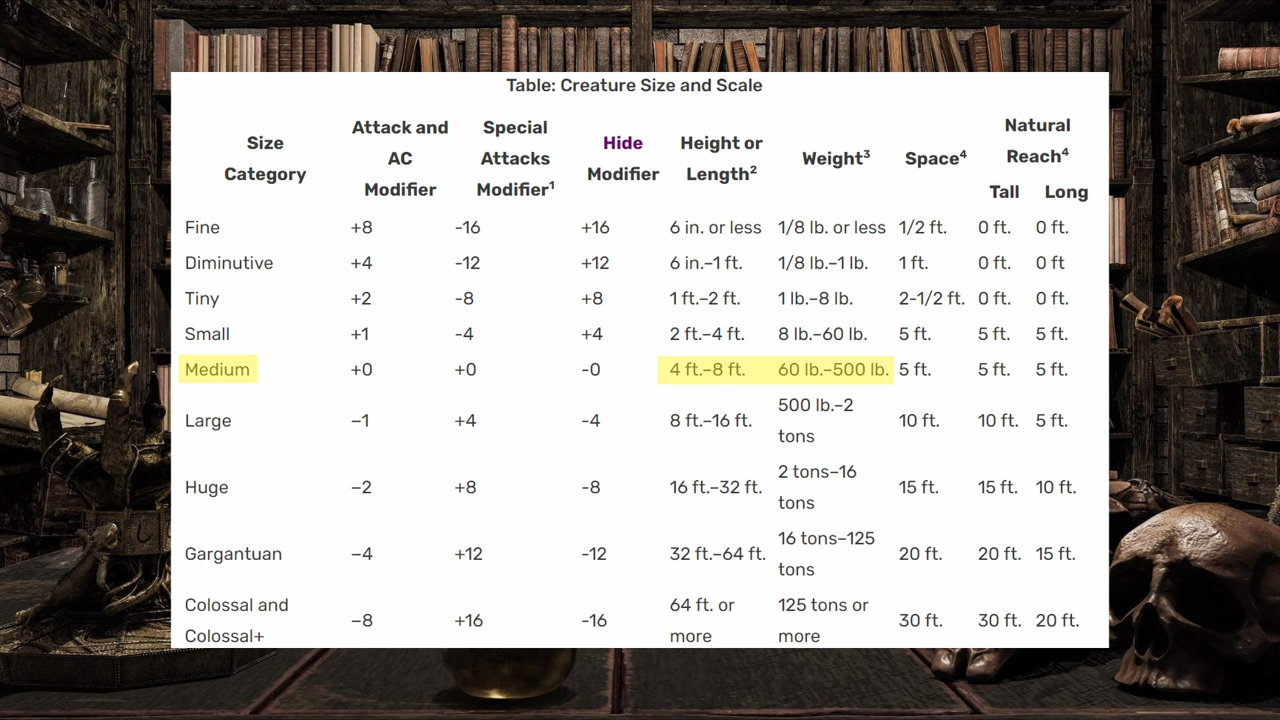 Table: Creature Size and Scale
Size Category Attack and AC Modifier Special Attacks Modifier¹ Hide Modifier Height or Length² Weight³ Space⁴ Natural Reach⁴
Tall Long
Fine +8 -16 +16 6 in. or less 1/8 lb. or less 1/2 ft. 0 ft. 0 ft.
Diminutive +4 -12 +12 6 in.–1 ft. 1/8 lb.–1 lb. 1 ft. 0 ft. 0 ft
Tiny +2 -8 +8 1 ft.–2 ft. 1 lb.–8 lb. 2-1/2 ft. 0 ft. 0 ft.
Small +1 -4 +4 2 ft.–4 ft. 8 lb.–60 lb. 5 ft. 5 ft. 5 ft.
Medium +0 +0 -0 4 ft.–8 ft. 60 lb.–500 lb. 5 ft. 5 ft. 5 ft.
Large −1 +4 -4 8 ft.–16 ft. 500 lb.–2 tons 10 ft. 10 ft. 5 ft.
Huge −2 +8 -8 16 ft.–32 ft. 2 tons–16 tons 15 ft. 15 ft. 10 ft.
Gargantuan −4 +12 -12 32 ft.–64 ft. 16 tons–125 tons 20 ft. 20 ft. 15 ft.
Colossal and Colossal+ −8 +16 -16 64 ft. or more 125 tons or more 30 ft. 30 ft. 20 ft.